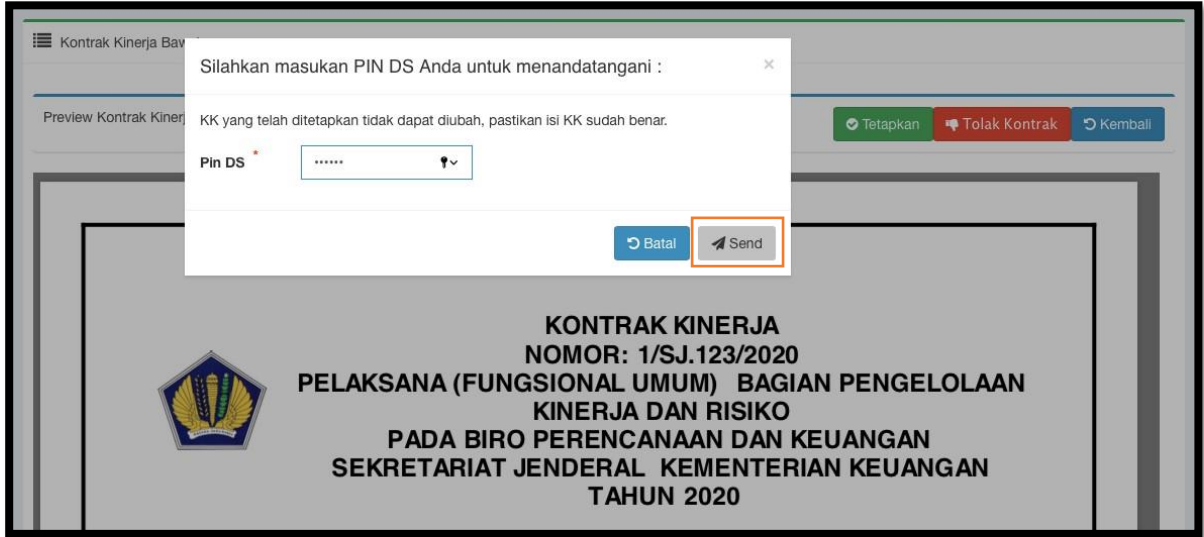 Kontrak Kinerja
Silahkan masukan PIN DS Anda untuk menandatangani :
×
Preview Kontrak
KK yang telah ditetapkan tidak dapat diubah, pastikan isi KK sudah benar.
Tetapkan
Tolak Kontrak
Kembali
Pin DS *
••••••
Batal
Send
KONTRAK KINERJA
NOMOR: 1/SJ.123/2020
PELAKSANA (FUNGSIONAL UMUM) BAGIAN PENGELOLAAN
KINERJA DAN RISIKO
PADA BIRO PERENCANAAN DAN KEUANGAN
SEKRETARIAT JENDERAL KEMENTERIAN KEUANGAN
TAHUN 2020